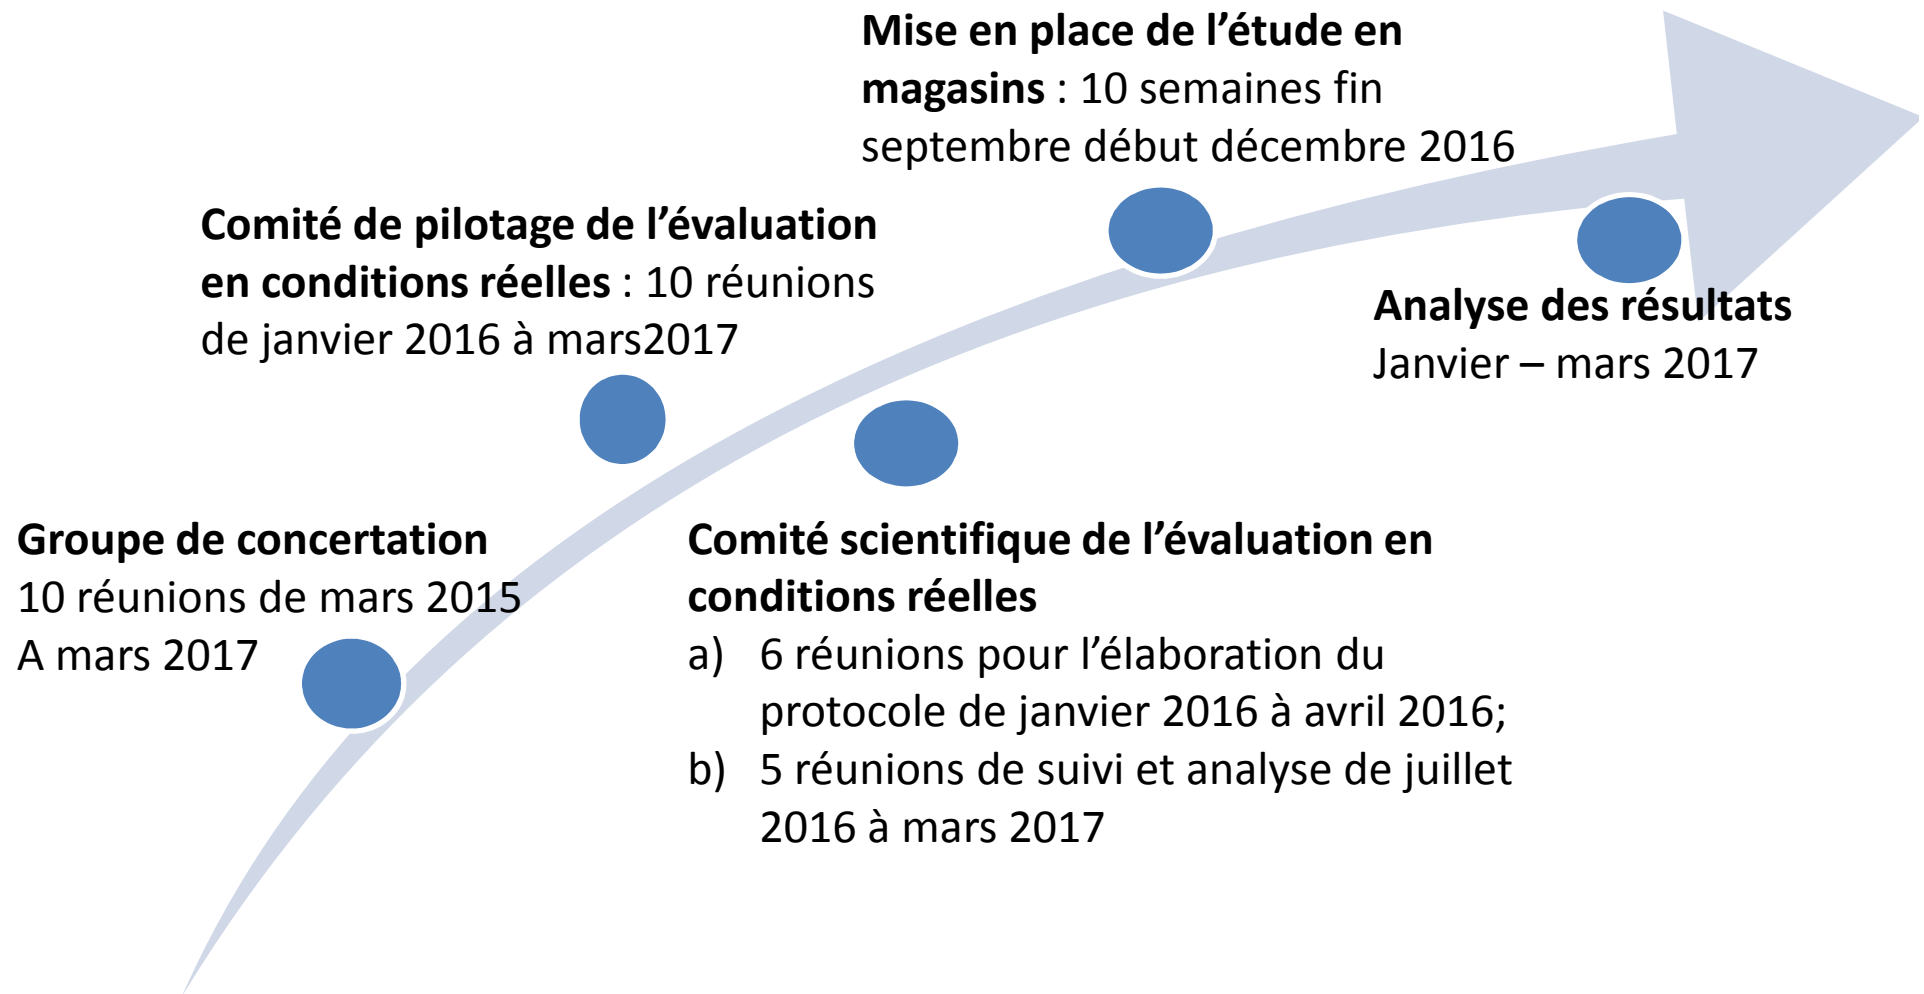 Mise en place de l’étude en
magasins : 10 semaines fin
septembre début décembre 2016
Comité de pilotage de l’évaluation
en conditions réelles : 10 réunions
de janvier 2016 à mars2017
Analyse des résultats
Janvier – mars 2017
Groupe de concertation
10 réunions de mars 2015
A mars 2017
Comité scientifique de l’évaluation en
conditions réelles
a) 6 réunions pour l’élaboration du
protocole de janvier 2016 à avril 2016;
b) 5 réunions de suivi et analyse de juillet
2016 à mars 2017